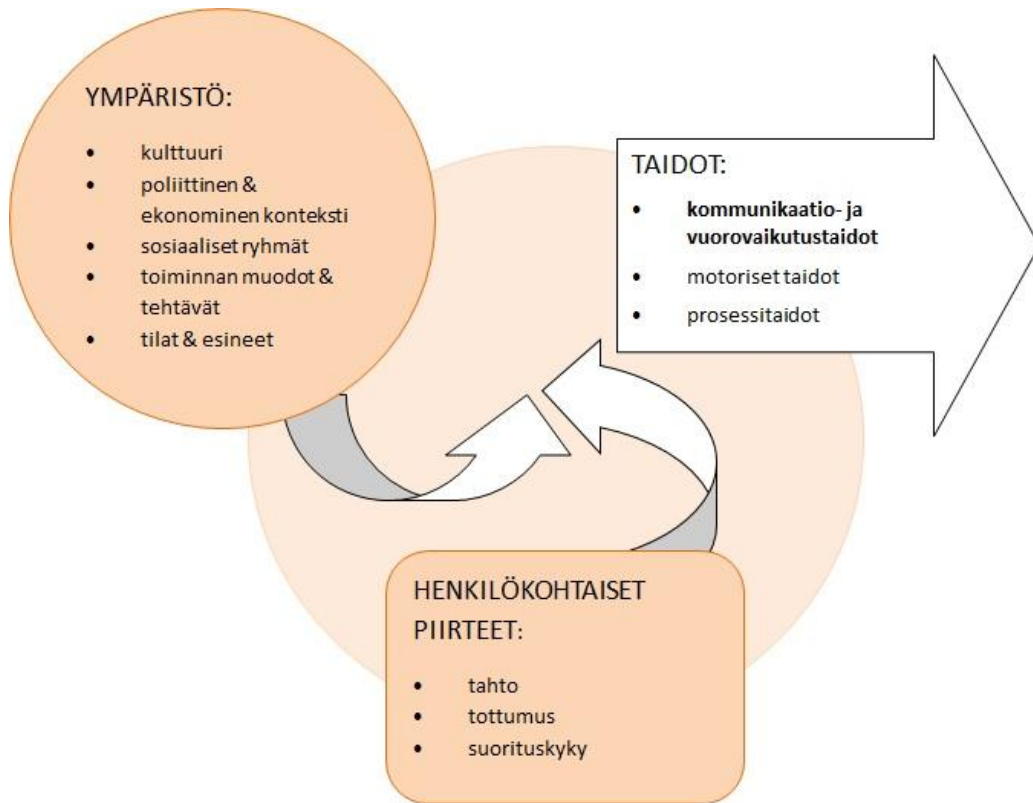 YMPÄRISTÖ:
• kulttuuri
• poliittinen &
ekonominen konteksti
• sosiaaliset ryhmät
• toiminnan muodot &
tehtävät
• tilat & esineet
TAIDOT:
• kommunikaatio- ja
vuorovaikutustaidot
• motoriset taidot
• prosessitaidot
HENKILÖKOHTAISET
PIIRTEET:
• tahto
• tottumus
• suorituskyky